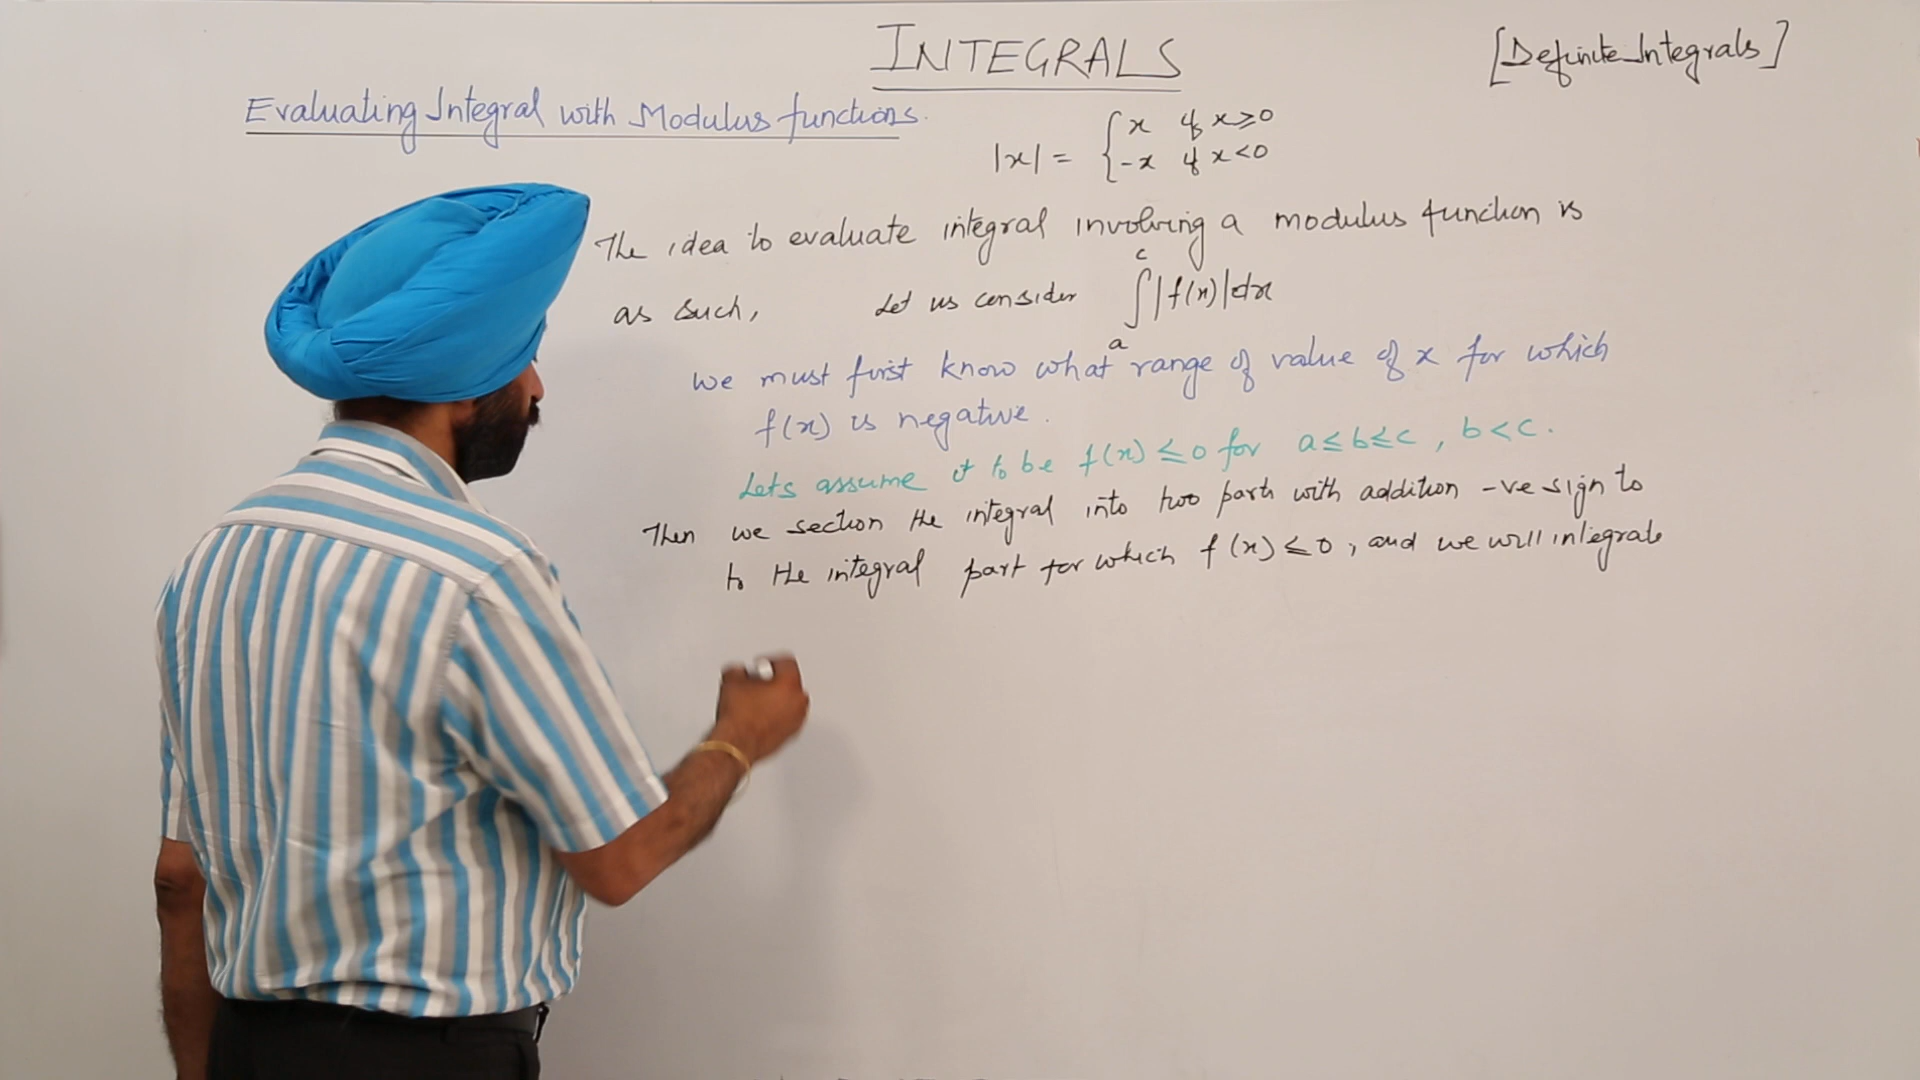 INTEGRALS
[Definite Integrals]
Evaluating Integral with Modulus functions.
|x| = { x if x ≥ 0
-x if x < 0
The idea to evaluate integral involving a modulus function is
as such, Let us consider ∫ₐᶜ |f(x)| dx
we must first know what range of value of x for which
f(x) is negative.
Lets assume it to be f(x) ≤ 0 for a ≤ b ≤ c, b < c.
Then we section the integral into two parts with addition -ve sign to
to the integral part for which f(x) ≤ 0, and we will integrate